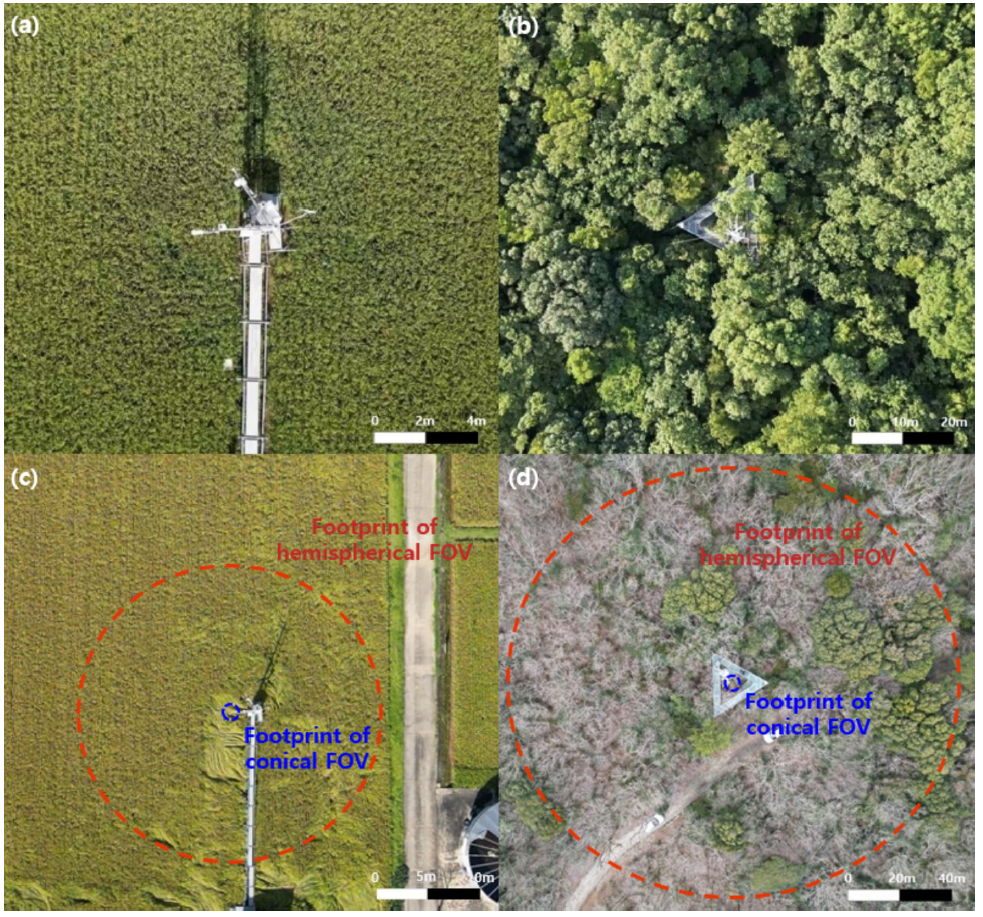 (a)
(b)
0 2m 4m
0 10m 20m
(c)
(d)
Footprint of
hemispherical FOV
Footprint of
hemispherical FOV
Footprint of
conical FOV
Footprint of
conical FOV
0 5m 10m
0 20m 40m